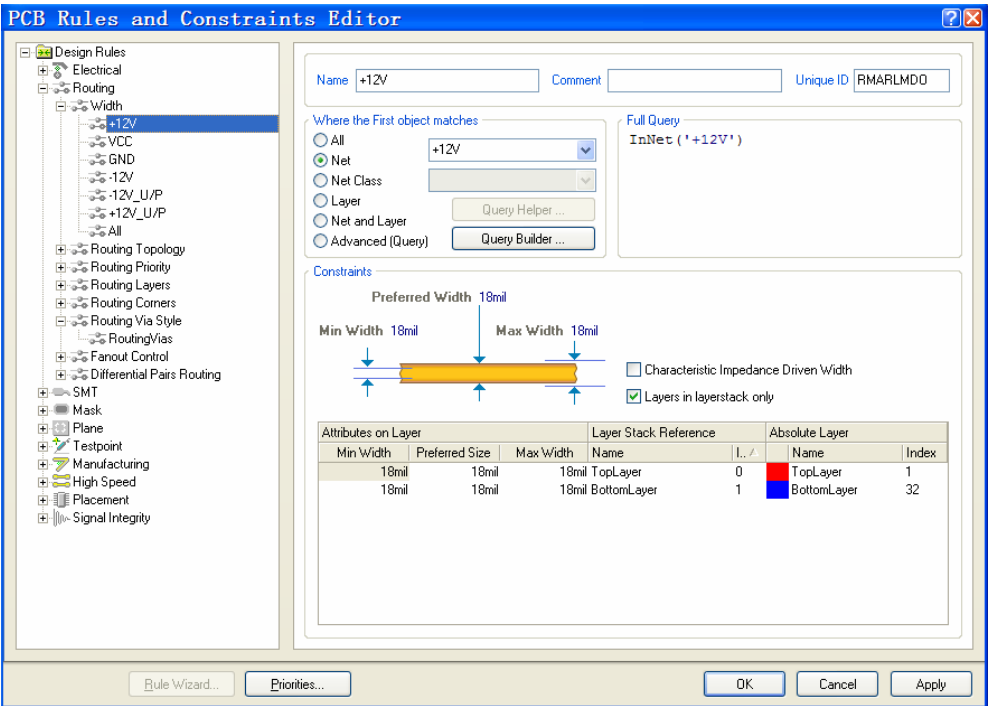 PCB Rules and Constraints Editor
Design Rules
Electrical
Routing
Width
+12V
VCC
GND
-12V
-12V_U/P
+12V_U/P
All
Routing Topology
Routing Priority
Routing Layers
Routing Corners
Routing Via Style
RoutingVias
Fanout Control
Differential Pairs Routing
SMT
Mask
Plane
Testpoint
Manufacturing
High Speed
Placement
Signal Integrity
Name +12V Comment Unique ID RMARLMDO
Where the First object matches
All
Net
Net Class
Layer
Net and Layer
Advanced (Query)
+12V
Query Helper ...
Query Builder ...
Full Query
InNet('+12V')
Constraints
Preferred Width 18mil
Min Width 18mil Max Width 18mil
Characteristic Impedance Driven Width
Layers in layerstack only
Attributes on Layer Layer Stack Reference Absolute Layer
Min Width Preferred Size Max Width Name I.. Name Index
18mil 18mil 18mil TopLayer 0 TopLayer 1
18mil 18mil 18mil BottomLayer 1 BottomLayer 32
Rule Wizard... Priorities... OK Cancel Apply